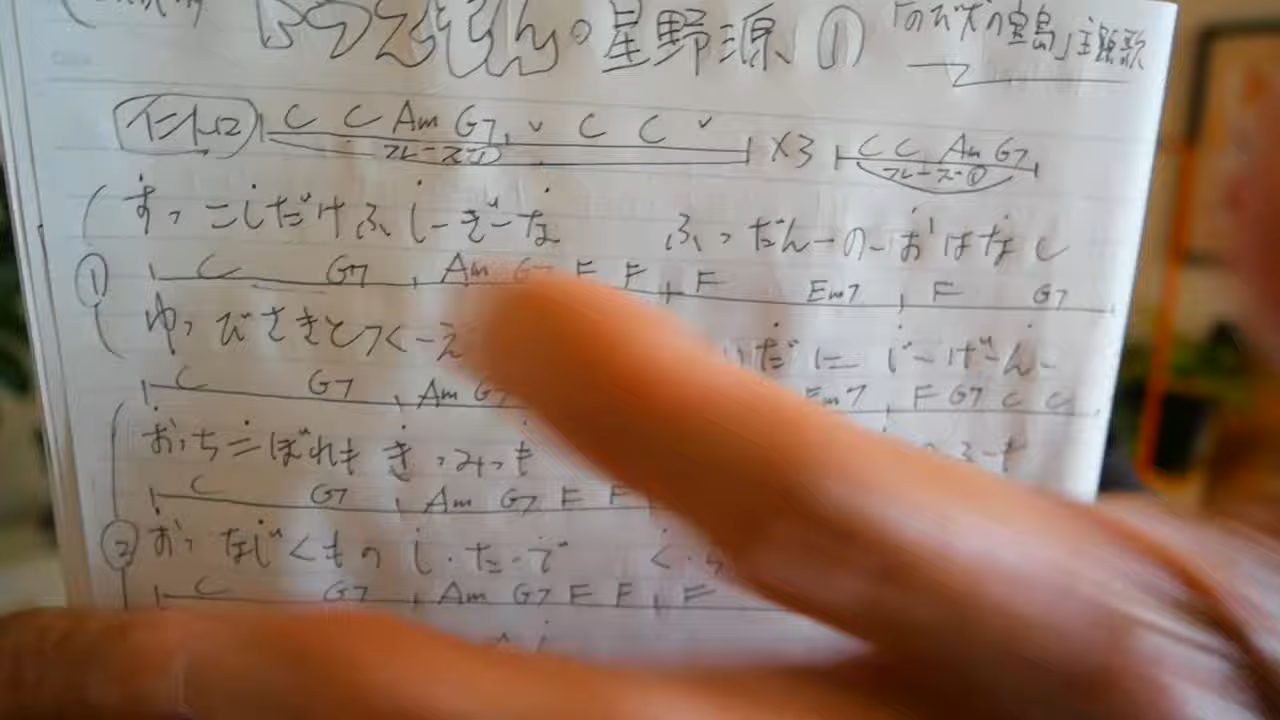 ドラえもん。星野源 ① 「のび太の宝島」主題歌
イントロ C C Am G7 v C C v ×3 C C Am G7
フレーズ① フレーズ①
すっこしだけふしーぎーな ふっだんーのーおはなし
① C G7 Am G7 F F F Em7 F G7
ゆっびさきとつくーえ だに じーげーんー
C G7 Am G7 Em7 F G7 C C
おっちこぼれも きっみっも
C G7 Am G7 F F
② おっなじくもの し・た・で く・ら
C G7 Am G7 F F F